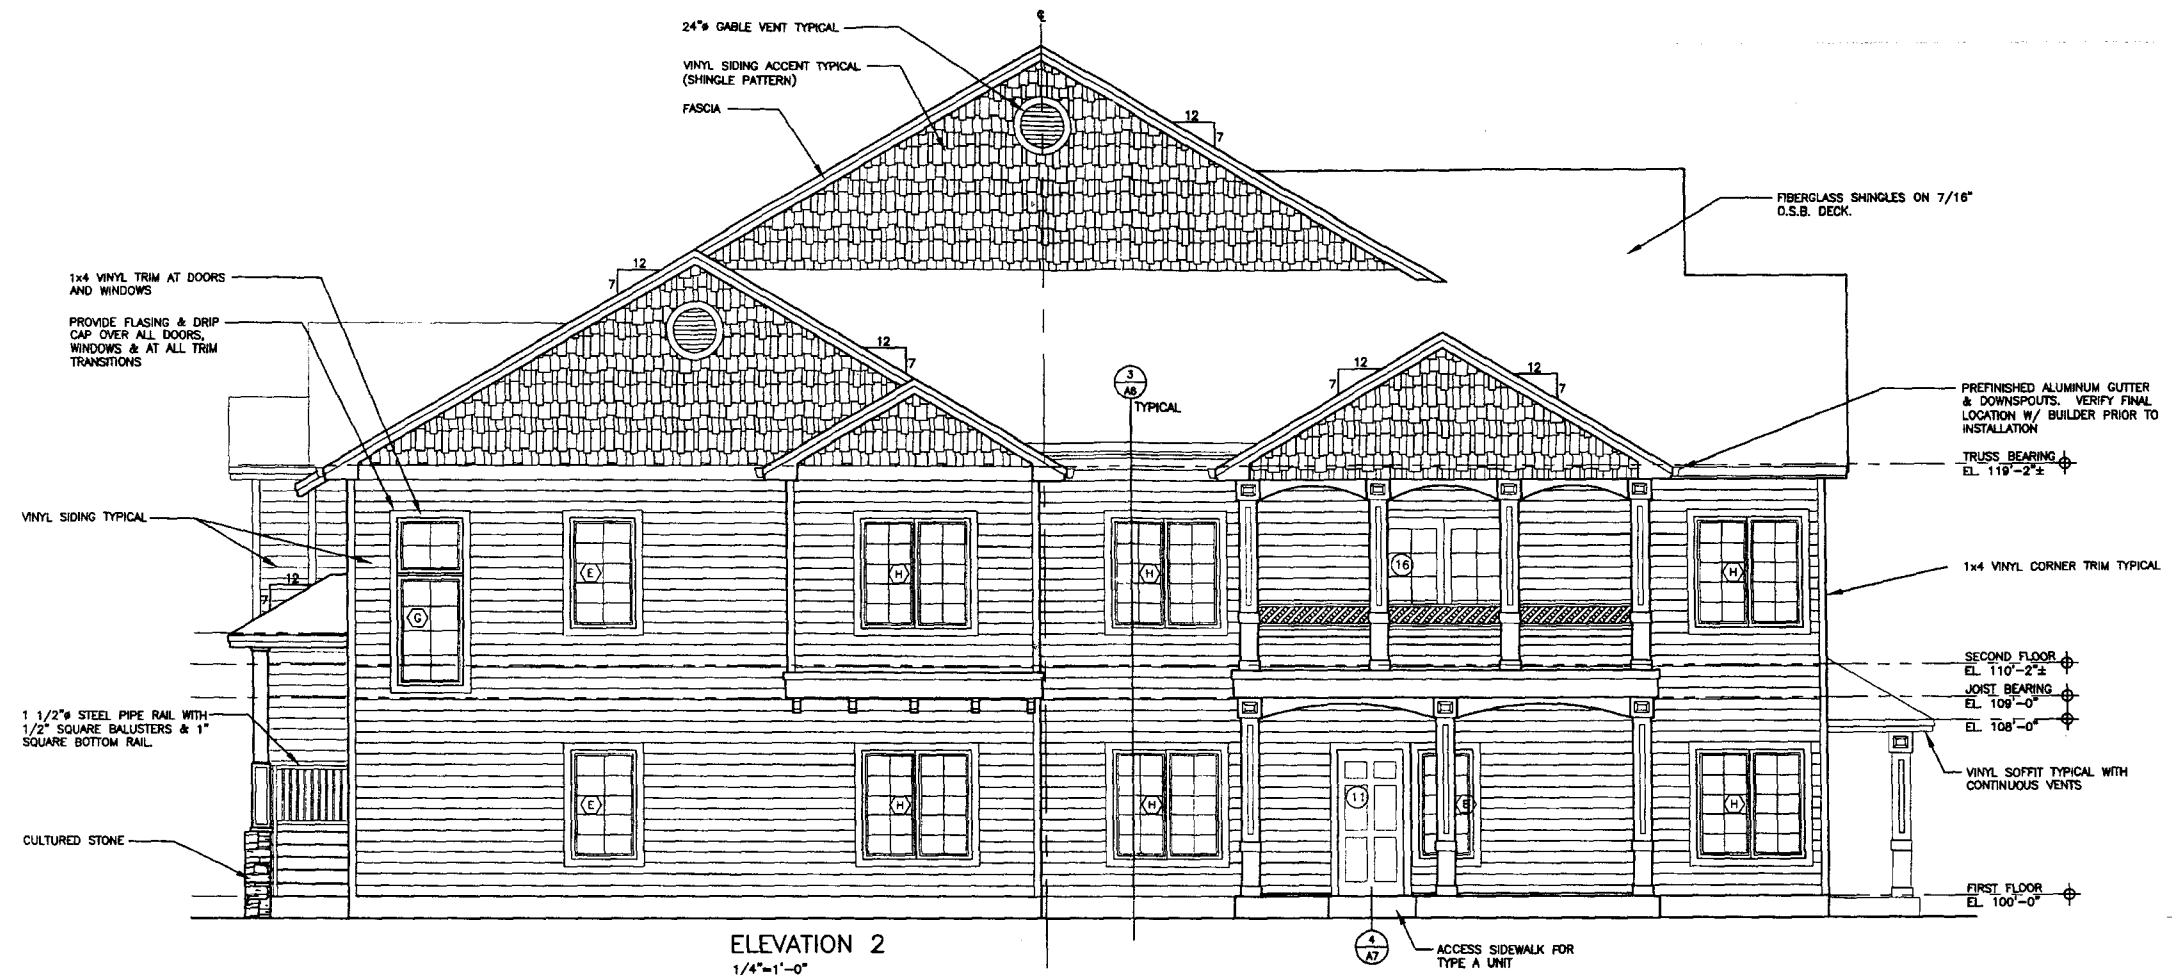 ℄
24"ø GABLE VENT TYPICAL
VINYL SIDING ACCENT TYPICAL
(SHINGLE PATTERN)
FASCIA
12
7
FIBERGLASS SHINGLES ON 7/16"
O.S.B. DECK.
1x4 VINYL TRIM AT DOORS
AND WINDOWS
12
7
PROVIDE FLASING & DRIP
CAP OVER ALL DOORS,
WINDOWS & AT ALL TRIM
TRANSITIONS
12
7
3
A6
TYPICAL
12
7
12
7
PREFINISHED ALUMINUM GUTTER
& DOWNSPOUTS. VERIFY FINAL
LOCATION W/ BUILDER PRIOR TO
INSTALLATION
TRUSS BEARING
EL. 119'-2"±
VINYL SIDING TYPICAL
12
7
G
E
H
H
16
H
1x4 VINYL CORNER TRIM TYPICAL
SECOND FLOOR
EL. 110'-2"±
JOIST BEARING
EL. 109'-0"
EL. 108'-0"
1 1/2"ø STEEL PIPE RAIL WITH
1/2" SQUARE BALUSTERS & 1"
SQUARE BOTTOM RAIL.
VINYL SOFFIT TYPICAL WITH
CONTINUOUS VENTS
E
H
H
11
H
CULTURED STONE
FIRST FLOOR
EL. 100'-0"
ELEVATION 2
1/4"=1'-0"
4
A7
ACCESS SIDEWALK FOR
TYPE A UNIT